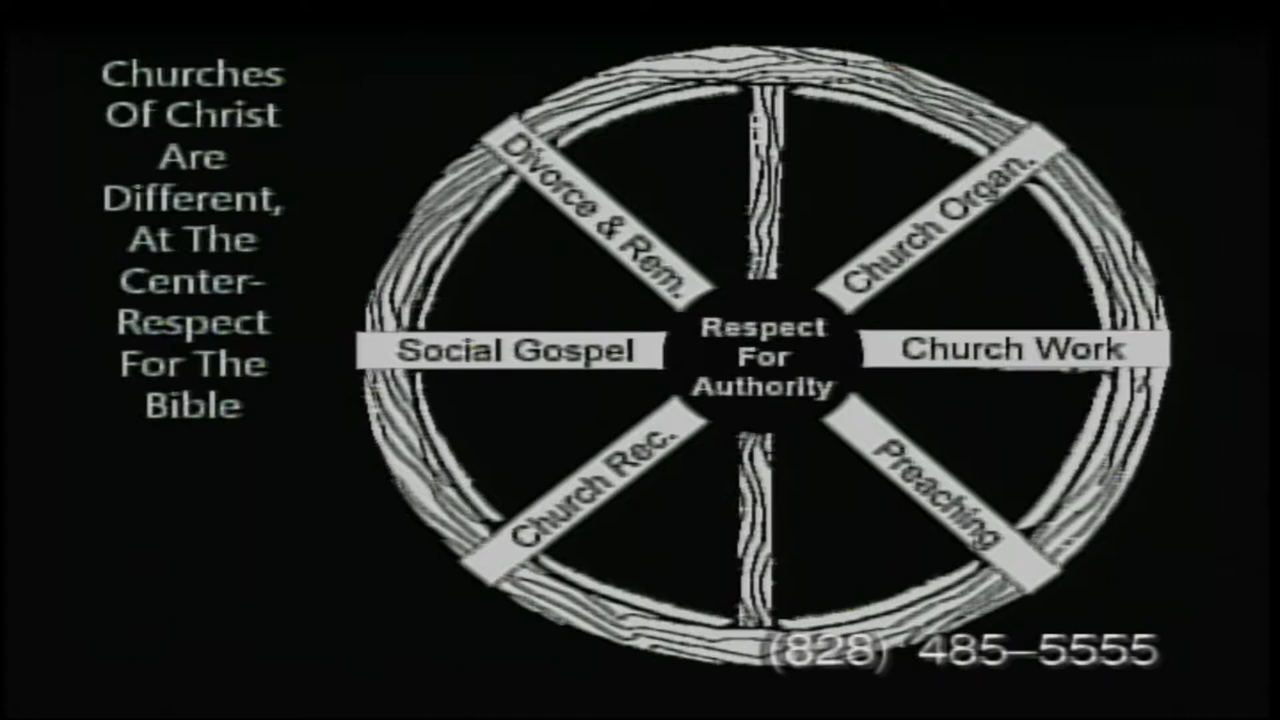 Churches
Of Christ
Are
Different,
At The
Center-
Respect
For The
Bible
Divorce & Rem.
Church Organ.
Social Gospel
Respect
For
Authority
Church Work
Church Rec.
Preaching
(828) 485-5555